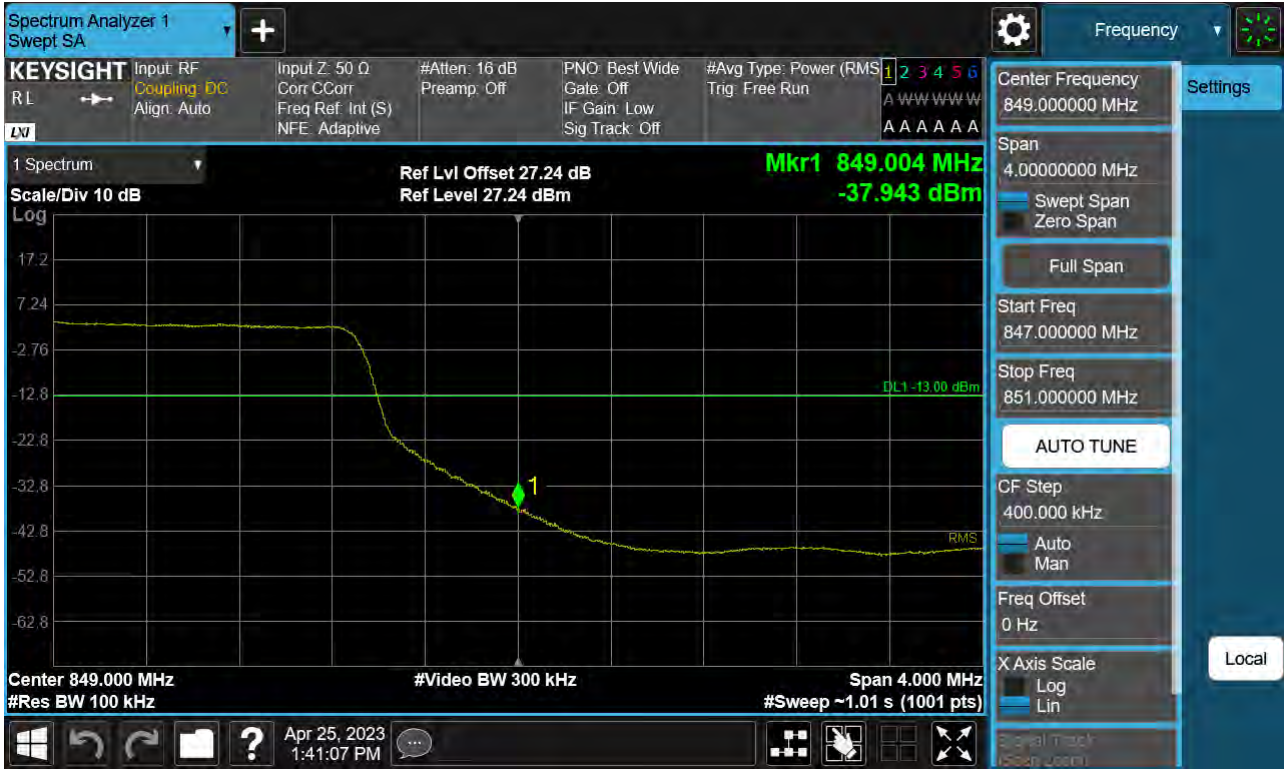 Spectrum Analyzer 1
Swept SA
Frequency
KEYSIGHT
R L
LXI
Input: RF
Coupling: DC
Align: Auto
Input Z: 50 Ω
Corr CCorr
Freq Ref: Int (S)
NFE: Adaptive
#Atten: 16 dB
Preamp: Off
PNO: Best Wide
Gate: Off
IF Gain: Low
Sig Track: Off
#Avg Type: Power (RMS
Trig: Free Run
1 2 3 4 5 6
A W W W W W
A A A A A A
1 Spectrum
Scale/Div 10 dB
Ref Lvl Offset 27.24 dB
Ref Level 27.24 dBm
Mkr1 849.004 MHz
-37.943 dBm
Log
17.2
7.24
-2.76
-12.8
-22.8
-32.8
-42.8
-52.8
-62.8
DL1 -13.00 dBm
1
RMS
Center 849.000 MHz
#Video BW 300 kHz
Span 4.000 MHz
#Res BW 100 kHz
#Sweep ~1.01 s (1001 pts)
Center Frequency
849.000000 MHz
Settings
Span
4.00000000 MHz
Swept Span
Zero Span
Full Span
Start Freq
847.000000 MHz
Stop Freq
851.000000 MHz
AUTO TUNE
CF Step
400.000 kHz
Auto
Man
Freq Offset
0 Hz
X Axis Scale
Log
Lin
Signal Track
(Span Zoom)
Local
?
Apr 25, 2023
1:41:07 PM